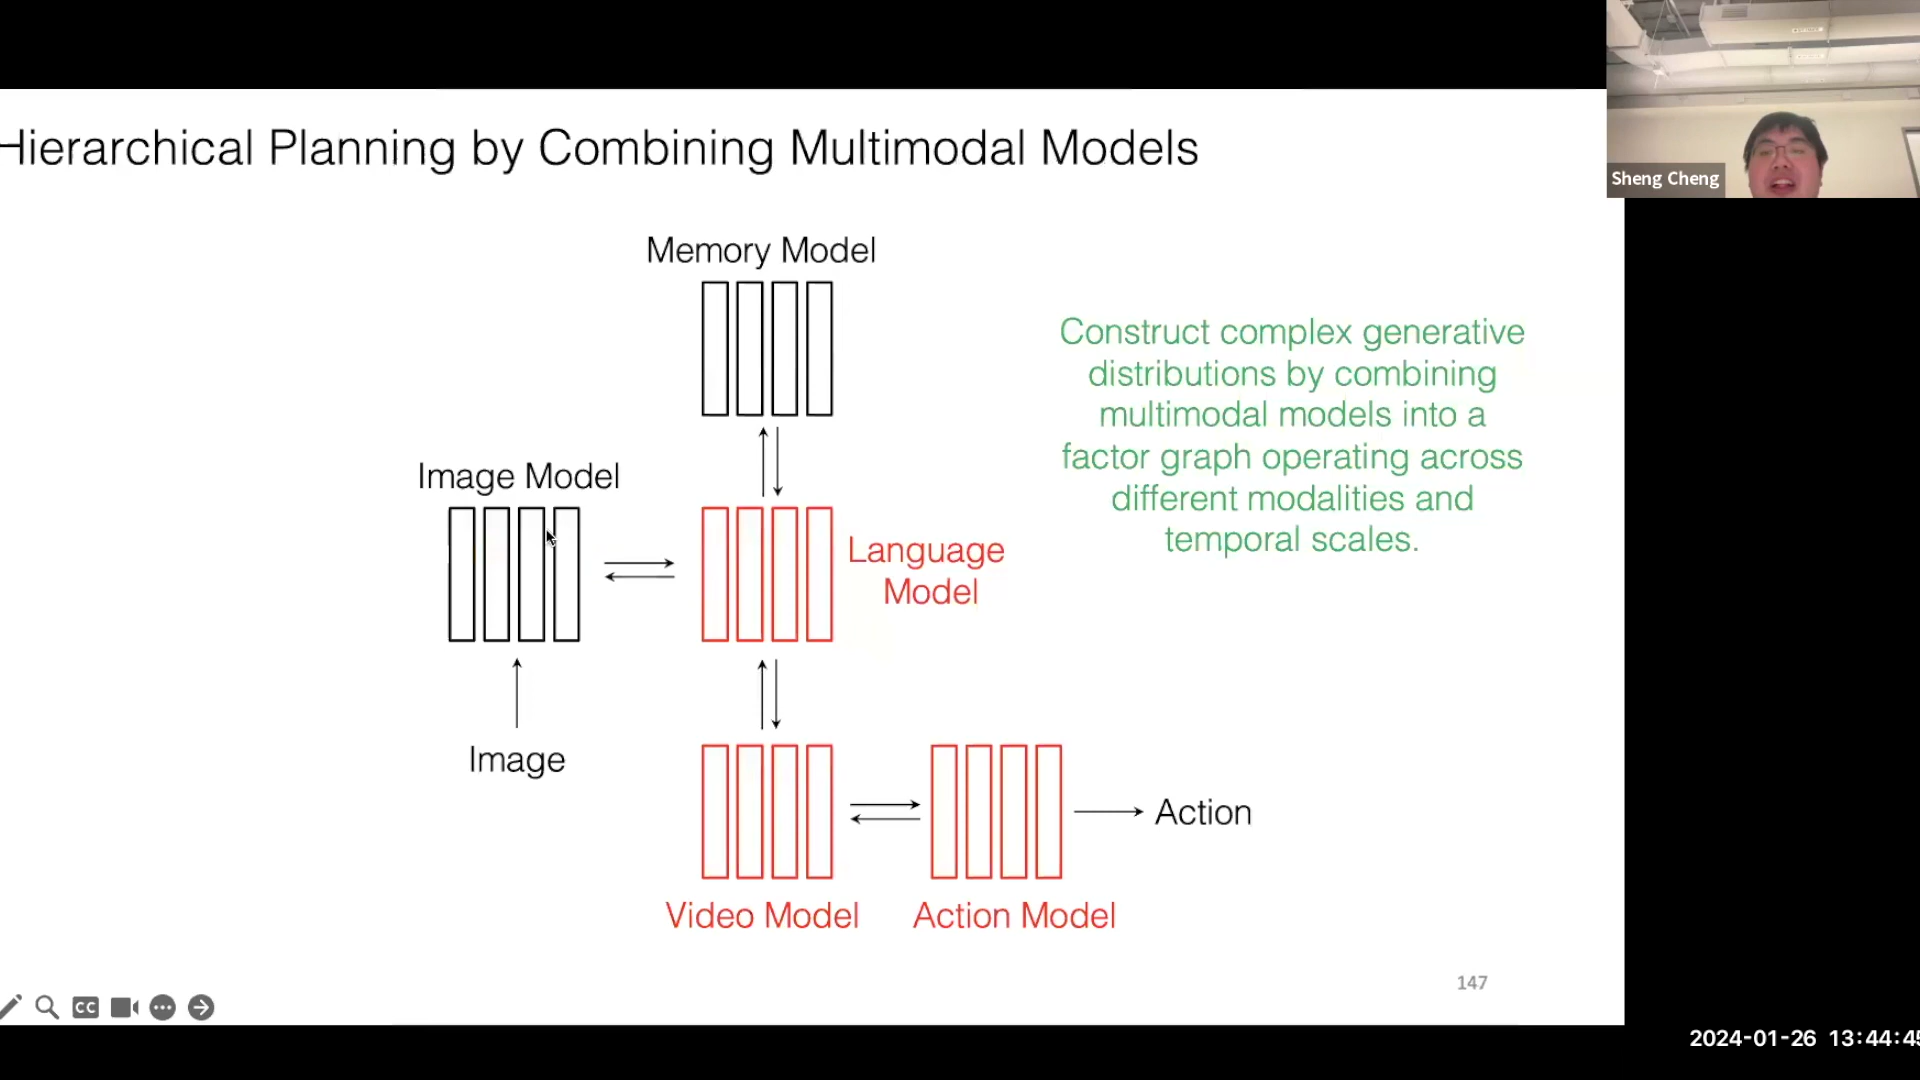 Hierarchical Planning by Combining Multimodal Models
Sheng Cheng
Memory Model
Construct complex generative
distributions by combining
multimodal models into a
factor graph operating across
different modalities and
temporal scales.
Image Model
Language
Model
Image
Action
Video Model
Action Model
147
CC
2024-01-26 13:44:45